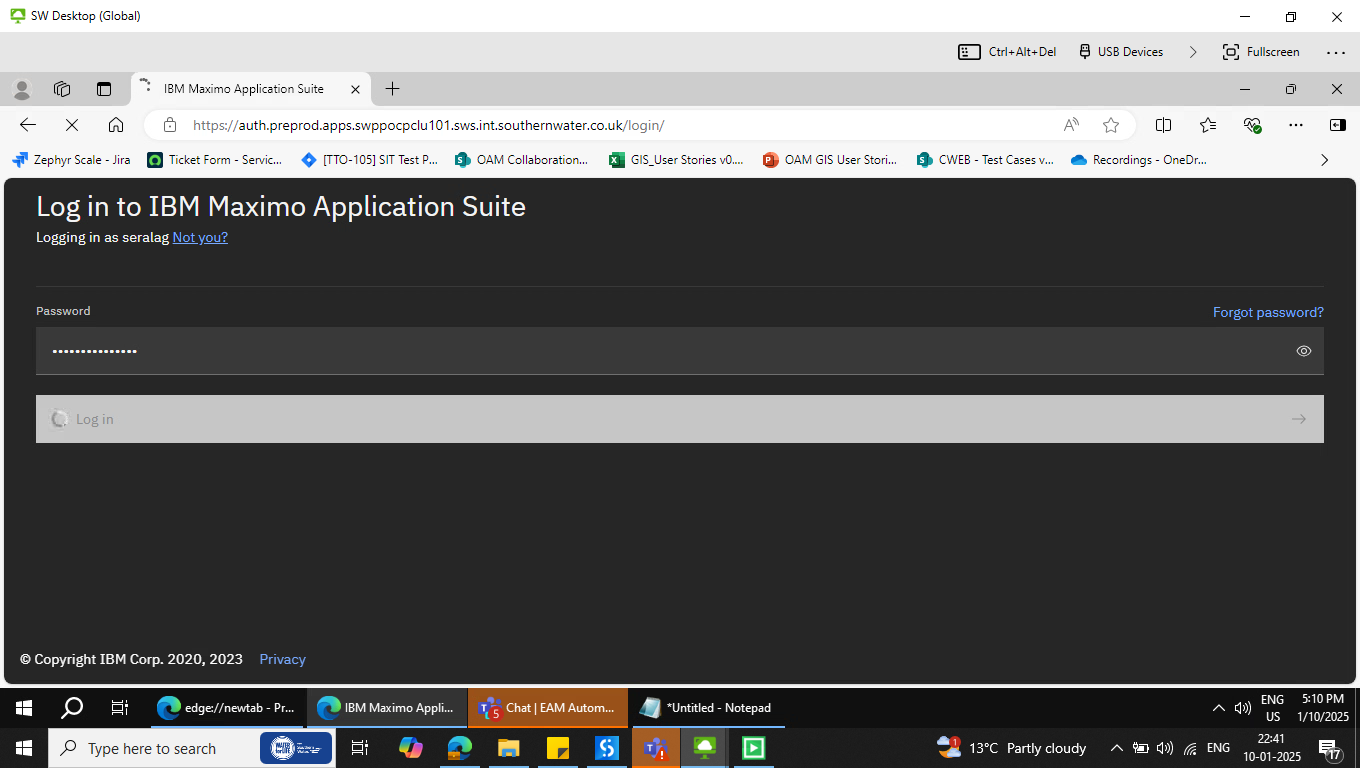 SW Desktop (Global)
Ctrl+Alt+Del USB Devices Fullscreen
IBM Maximo Application Suite
https://auth.preprod.apps.swppocpclu101.sws.int.southernwater.co.uk/login/
Zephyr Scale - Jira Ticket Form - Servic... [TTO-105] SIT Test P... OAM Collaboration... GIS_User Stories v0.... OAM GIS User Stori... CWEB - Test Cases v... Recordings - OneDr...
Log in to IBM Maximo Application Suite
Logging in as seralag Not you?
Password Forgot password?
Log in
© Copyright IBM Corp. 2020, 2023 Privacy
edge://newtab - Pr... IBM Maximo Appli... 5 Chat | EAM Autom... *Untitled - Notepad
ENG 5:10 PM
US 1/10/2025
Type here to search 1 13°C Partly cloudy ENG
22:41
10-01-2025 17